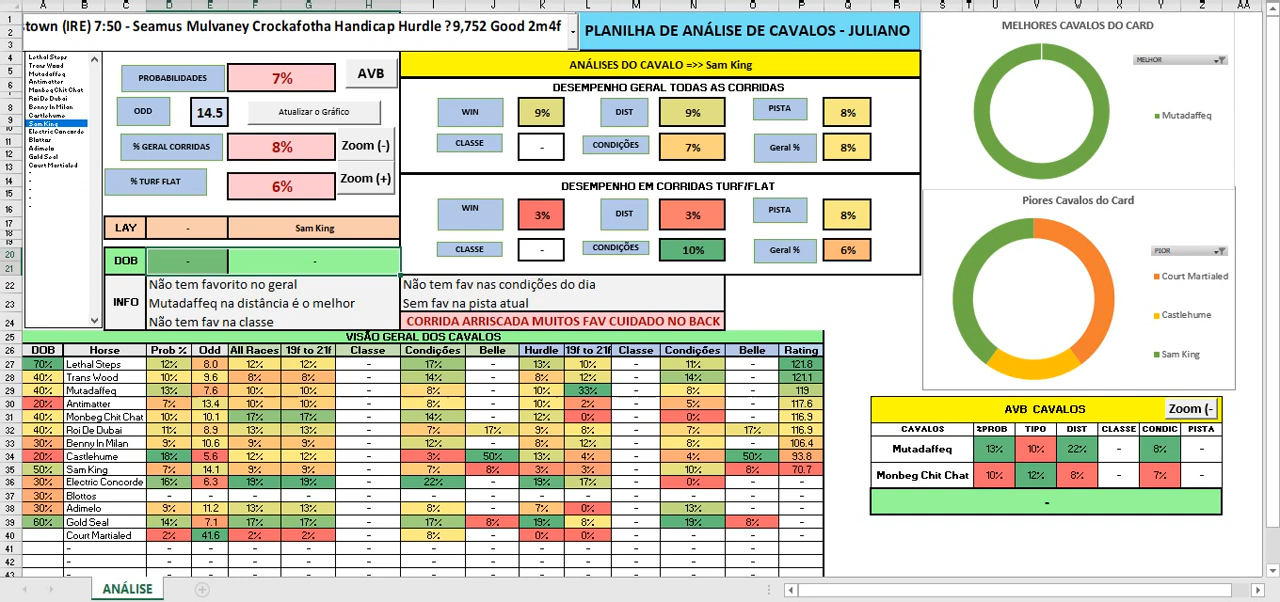 A B C D E F G H I J K L M N O P Q R S T U V W X Y Z AA
town (IRE) 7:50 - Seamus Mulvaney Crockafotha Handicap Hurdle ?9,752 Good 2m4f
PLANILHA DE ANÁLISE DE CAVALOS - JULIANO
Lethal Steps
Trans Wood
Mutadaffeq
Antimatter
Monbeg Chit Chat
Roi De Dubai
Benny In Milan
Castlehume
Sam King
Electric Concorde
Blottos
Adimelo
Gold Seal
Court Martialed
PROBABILIDADES 7% AVB
ODD 14.5 Atualizar o Gráfico
% GERAL CORRIDAS 8% Zoom (-)
% TURF FLAT 6% Zoom (+)
LAY - Sam King
DOB - -
ANÁLISES DO CAVALO =>> Sam King
DESEMPENHO GERAL TODAS AS CORRIDAS
WIN 9% DIST 9% PISTA 8%
CLASSE - CONDIÇÕES 7% Geral % 8%
DESEMPENHO EM CORRIDAS TURF/FLAT
WIN 3% DIST 3% PISTA 8%
CLASSE - CONDIÇÕES 10% Geral % 6%
INFO
Não tem favorito no geral
Mutadaffeq na distância é o melhor
Não tem fav na classe
Não tem fav nas condições do dia
Sem fav na pista atual
CORRIDA ARRISCADA MUITOS FAV CUIDADO NO BACK
MELHORES CAVALOS DO CARD
MELHOR
Mutadaffeq
Piores Cavalos do Card
PIOR
Court Martialed
Castlehume
Sam King
VISÃO GERAL DOS CAVALOS
DOB Horse Prob % Odd All Races 19f to 21f Classe Condições Belle Hurdle 19f to 21f Classe Condições Belle Rating
70% Lethal Steps 12% 8.0 12% 12% - 17% - 13% 10% - 11% - 121.8
40% Trans Wood 10% 9.6 8% 8% - 14% - 8% 12% - 14% - 121.1
40% Mutadaffeq 13% 7.6 10% 10% - 8% - 10% 33% - 8% - 119
20% Antimatter 7% 13.4 10% 10% - 8% - 10% 2% - 5% - 117.6
40% Monbeg Chit Chat 10% 10.1 17% 17% - 14% - 12% 0% - 0% - 116.9
40% Roi De Dubai 11% 8.9 13% 13% - 7% 17% 9% 8% - 7% 17% 116.9
30% Benny In Milan 9% 10.6 9% 9% - 12% - 8% 12% - 8% - 106.4
20% Castlehume 18% 5.6 13% 13% - 3% 50% 13% 4% - 4% 50% 93.8
50% Sam King 7% 14.1 9% 9% - 7% 8% 3% 3% - 10% 8% 70.7
30% Electric Concorde 16% 6.3 19% 19% - 22% - 19% 17% - 0% - -
30% Blottos - - - - - - - - - - - - -
30% Adimelo 9% 11.2 13% 13% - 8% - 7% 0% - 13% - -
60% Gold Seal 14% 7.1 17% 17% - 17% 8% 19% 8% - 19% 8% -
Court Martialed 2% 41.6 2% 2% - 8% - 0% 0% - - - -
AVB CAVALOS Zoom (-
CAVALOS %PROB TIPO DIST CLASSE CONDIC PISTA
Mutadaffeq 13% 10% 22% - 8% -
Monbeg Chit Chat 10% 12% 8% - 7% -
-
ANÁLISE